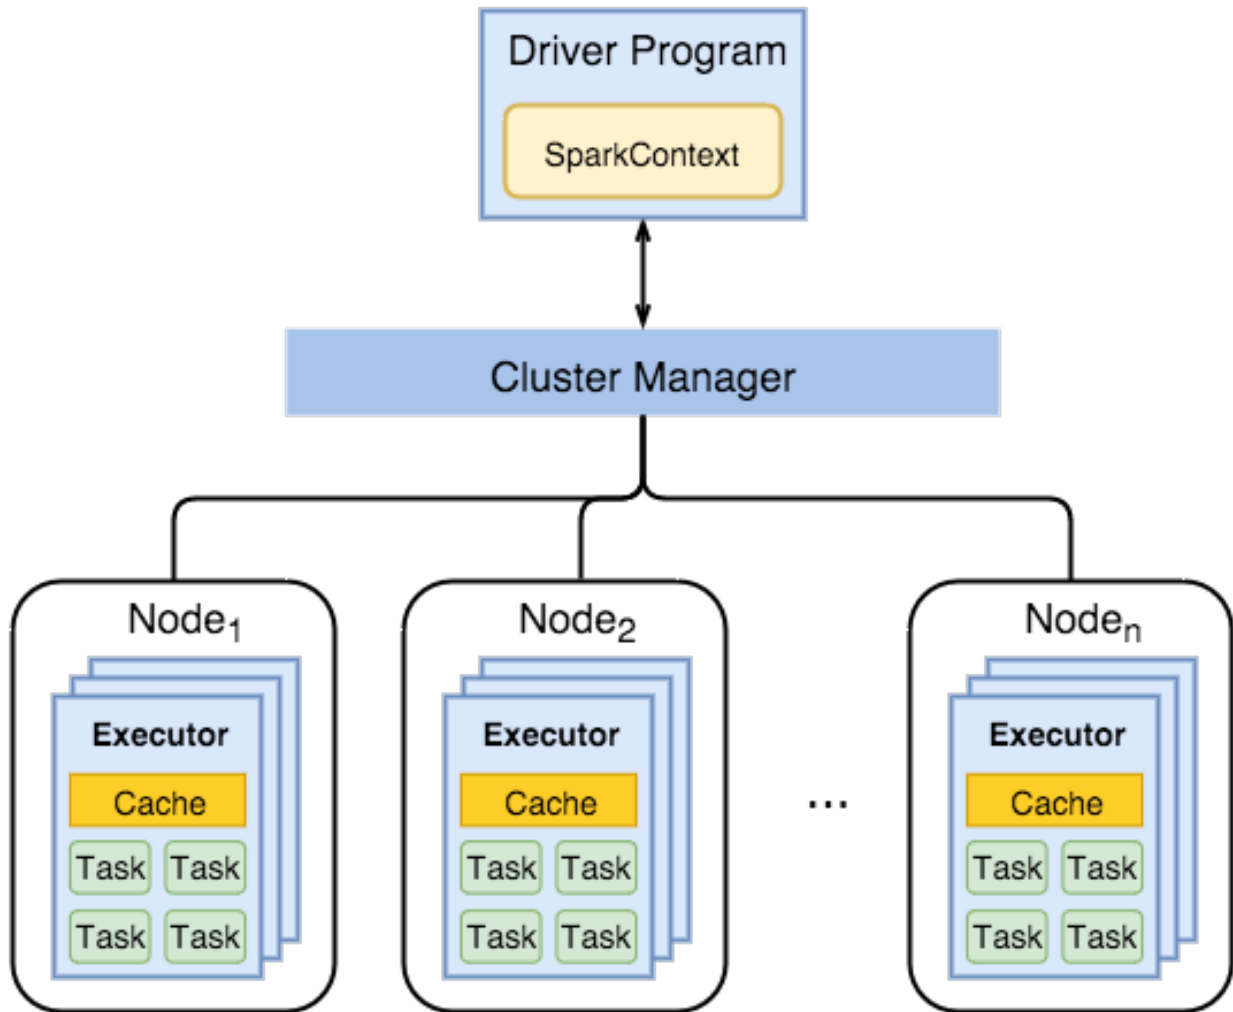 Driver Program
SparkContext
Cluster Manager
Node1
Executor
Cache
Task Task
Task Task
Node2
Executor
Cache
Task Task
Task Task
...
Noden
Executor
Cache
Task Task
Task Task